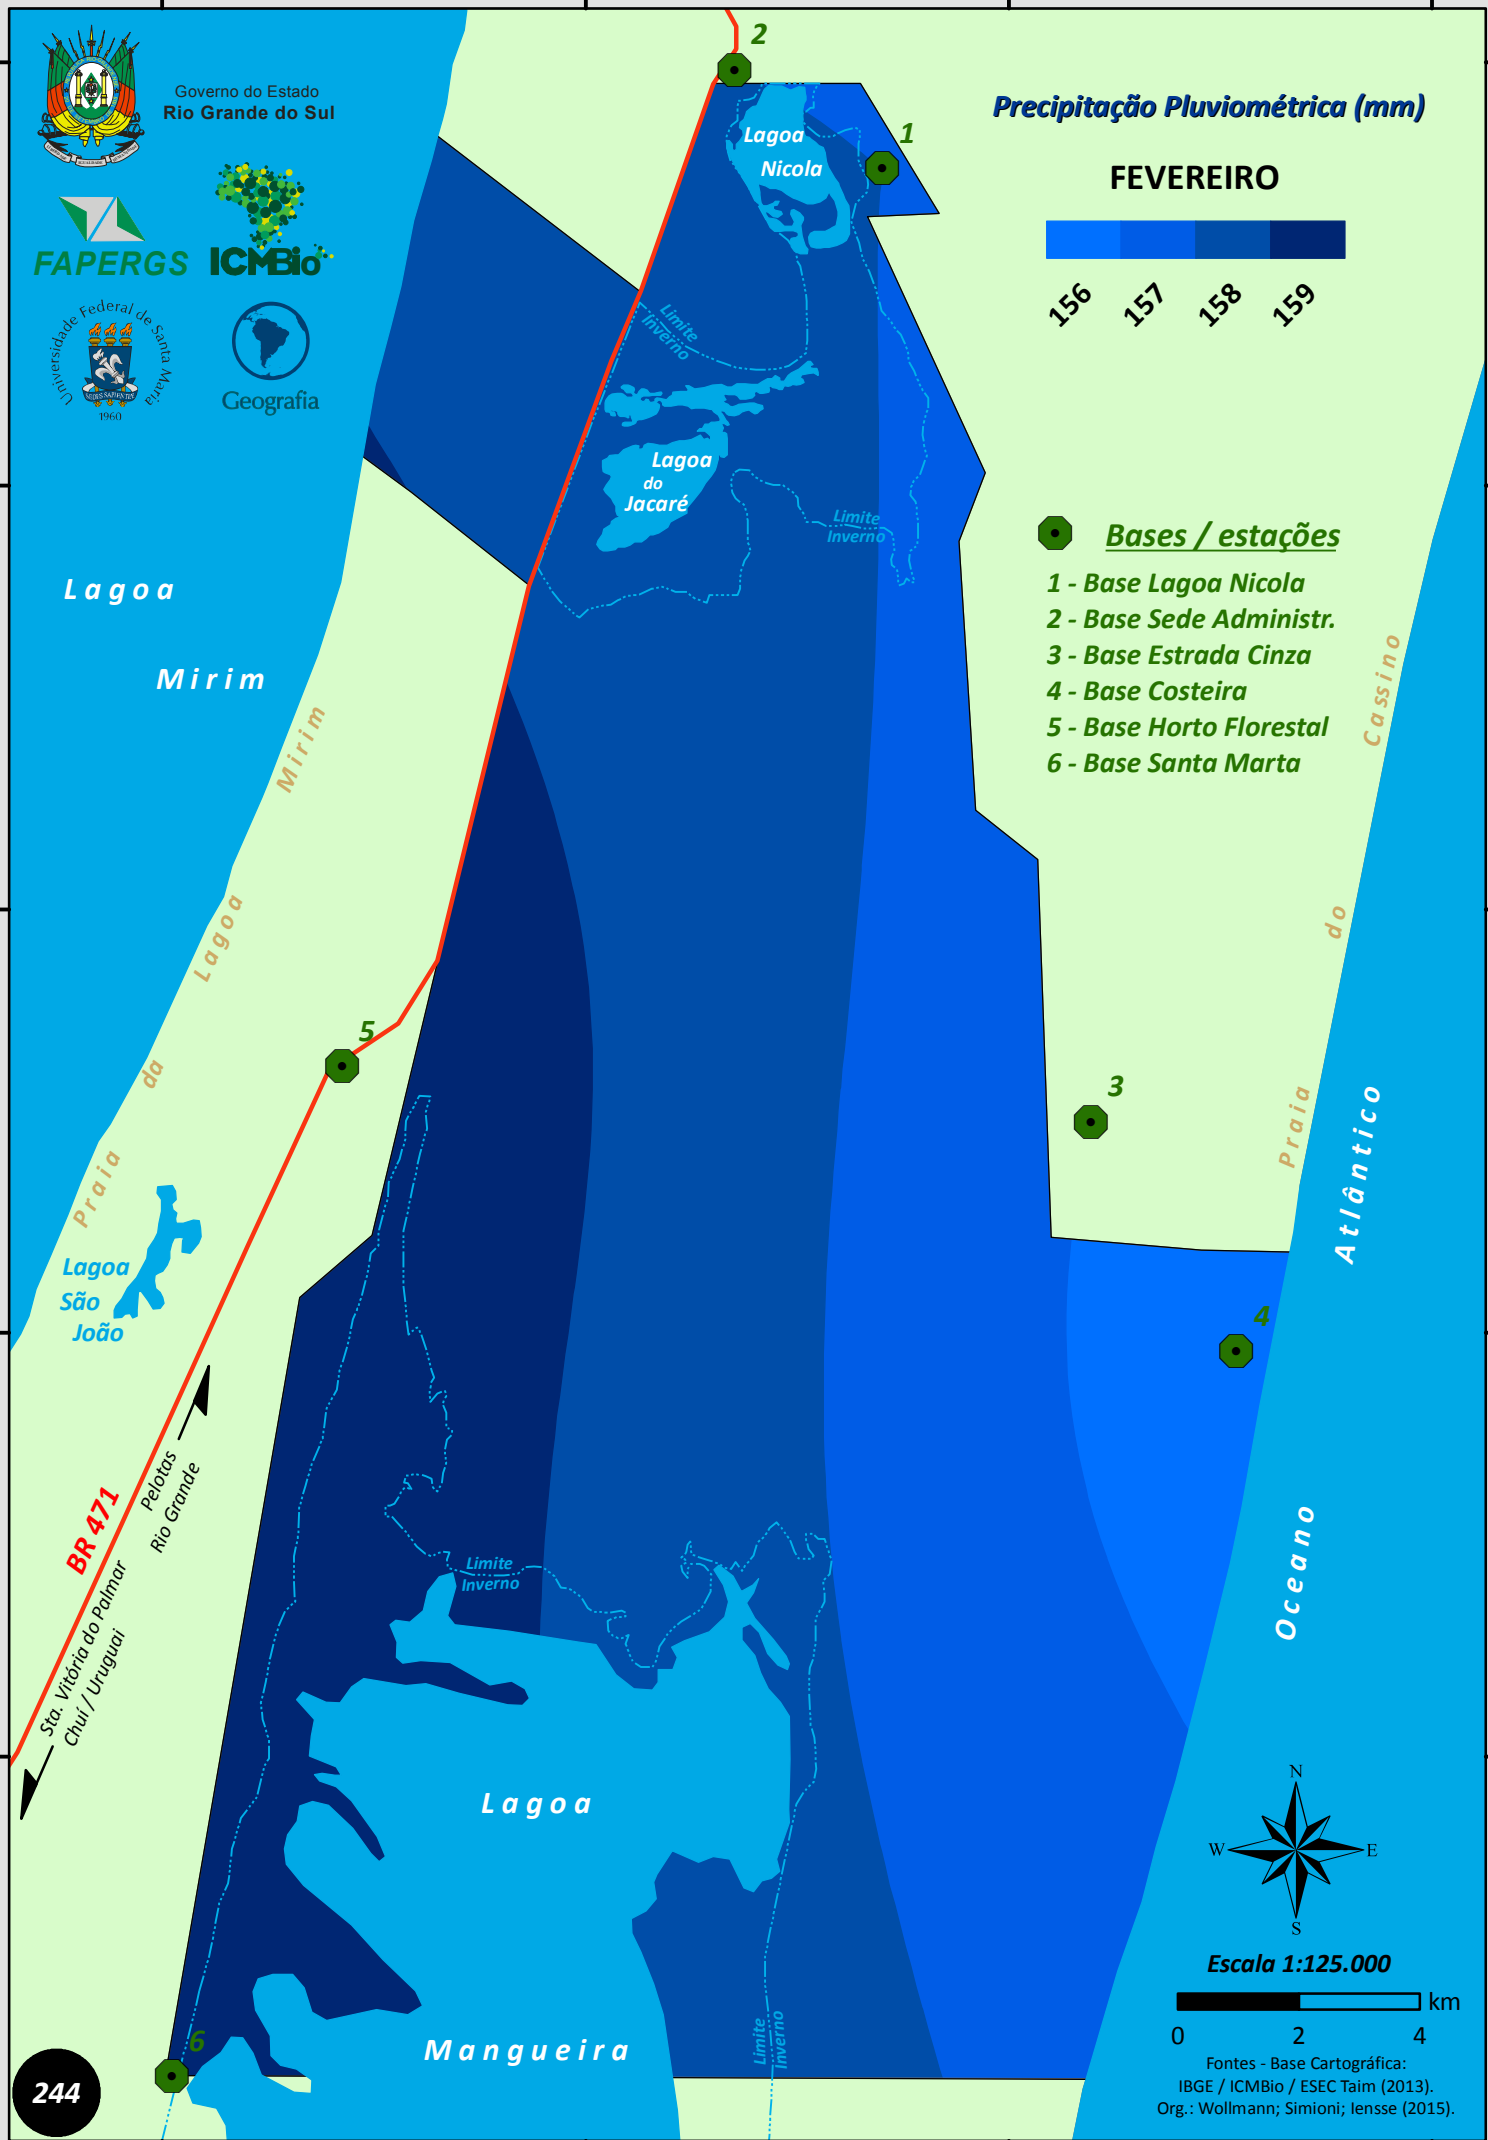 Governo do Estado
Rio Grande do Sul
FAPERGS
ICMBio
Universidade Federal de Santa Maria
SEDES SAPIENTIAE
1960
Geografia
2
1
Lagoa
Nicola
Precipitação Pluviométrica (mm)
FEVEREIRO
156 157 158 159
Limite
Inverno
Lagoa
do
Jacaré
Limite
Inverno
Bases / estações
1 - Base Lagoa Nicola
2 - Base Sede Administr.
3 - Base Estrada Cinza
4 - Base Costeira
5 - Base Horto Florestal
6 - Base Santa Marta
Lagoa
Mirim
Praia da Lagoa Mirim
Praia do Cassino
5
3
4
Lagoa
São
João
Oceano Atlântico
BR 471
Pelotas
Rio Grande
Sta. Vitória do Palmar
Chuí / Uruguai
Limite
Inverno
Lagoa
Mangueira
Limite
Inverno
6
244
N
W E
S
Escala 1:125.000
km
0 2 4
Fontes - Base Cartográfica:
IBGE / ICMBio / ESEC Taim (2013).
Org.: Wollmann; Simioni; Iensse (2015).